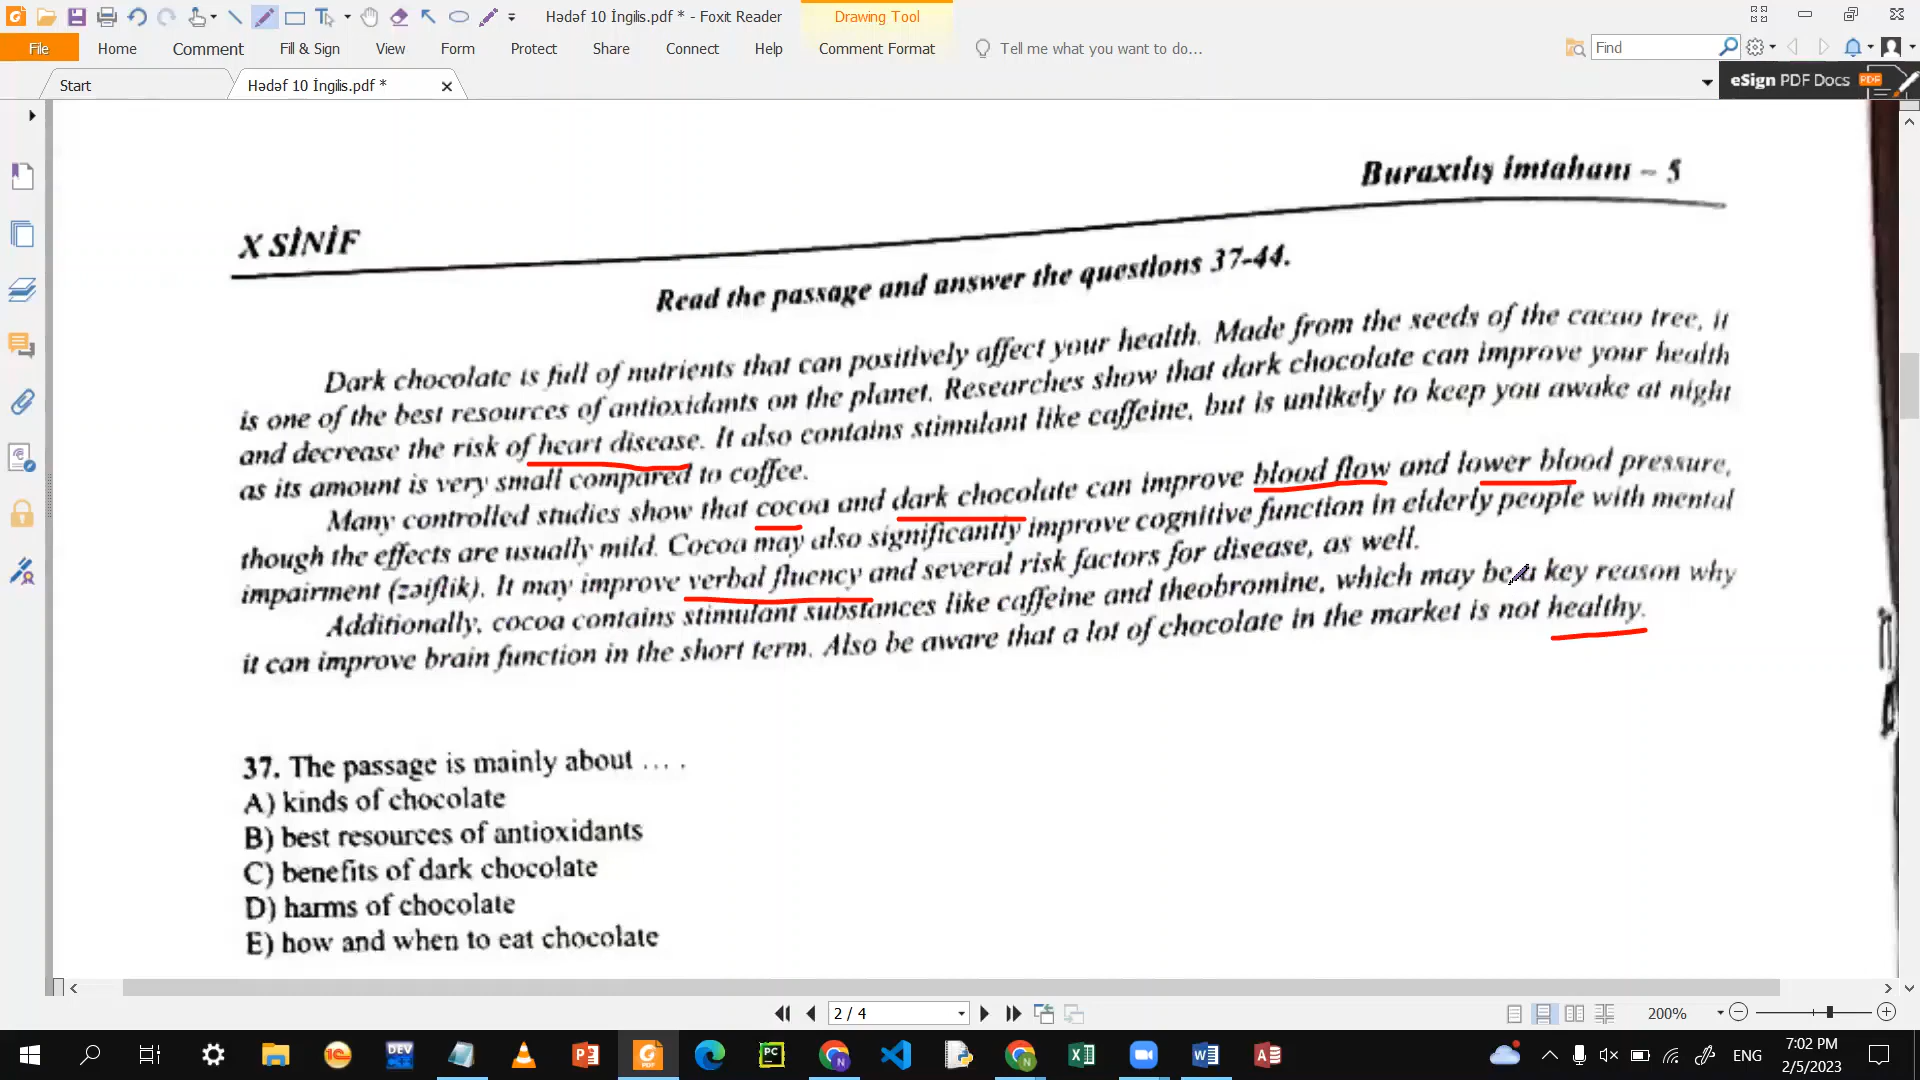 Hədəf 10 İngilis.pdf * - Foxit Reader
Drawing Tool
File
Home
Comment
Fill & Sign
View
Form
Protect
Share
Connect
Help
Comment Format
Tell me what you want to do...
Find
Start
Hədəf 10 İngilis.pdf *
eSign PDF Docs
Buraxılış imtahanı – 5
X SİNİF
Read the passage and answer the questions 37-44.
Dark chocolate is full of nutrients that can positively affect your health. Made from the seeds of the cacao tree, it
is one of the best resources of antioxidants on the planet. Researches show that dark chocolate can improve your health
and decrease the risk of heart disease. It also contains stimulant like caffeine, but is unlikely to keep you awake at night
as its amount is very small compared to coffee.
Many controlled studies show that cocoa and dark chocolate can improve blood flow and lower blood pressure,
though the effects are usually mild. Cocoa may also significantly improve cognitive function in elderly people with mental
impairment (zəiflik). It may improve verbal fluency and several risk factors for disease, as well.
Additionally, cocoa contains stimulant substances like caffeine and theobromine, which may be a key reason why
it can improve brain function in the short term. Also be aware that a lot of chocolate in the market is not healthy.
37. The passage is mainly about ... .
A) kinds of chocolate
B) best resources of antioxidants
C) benefits of dark chocolate
D) harms of chocolate
E) how and when to eat chocolate
2 / 4
200%
ENG
7:02 PM
2/5/2023